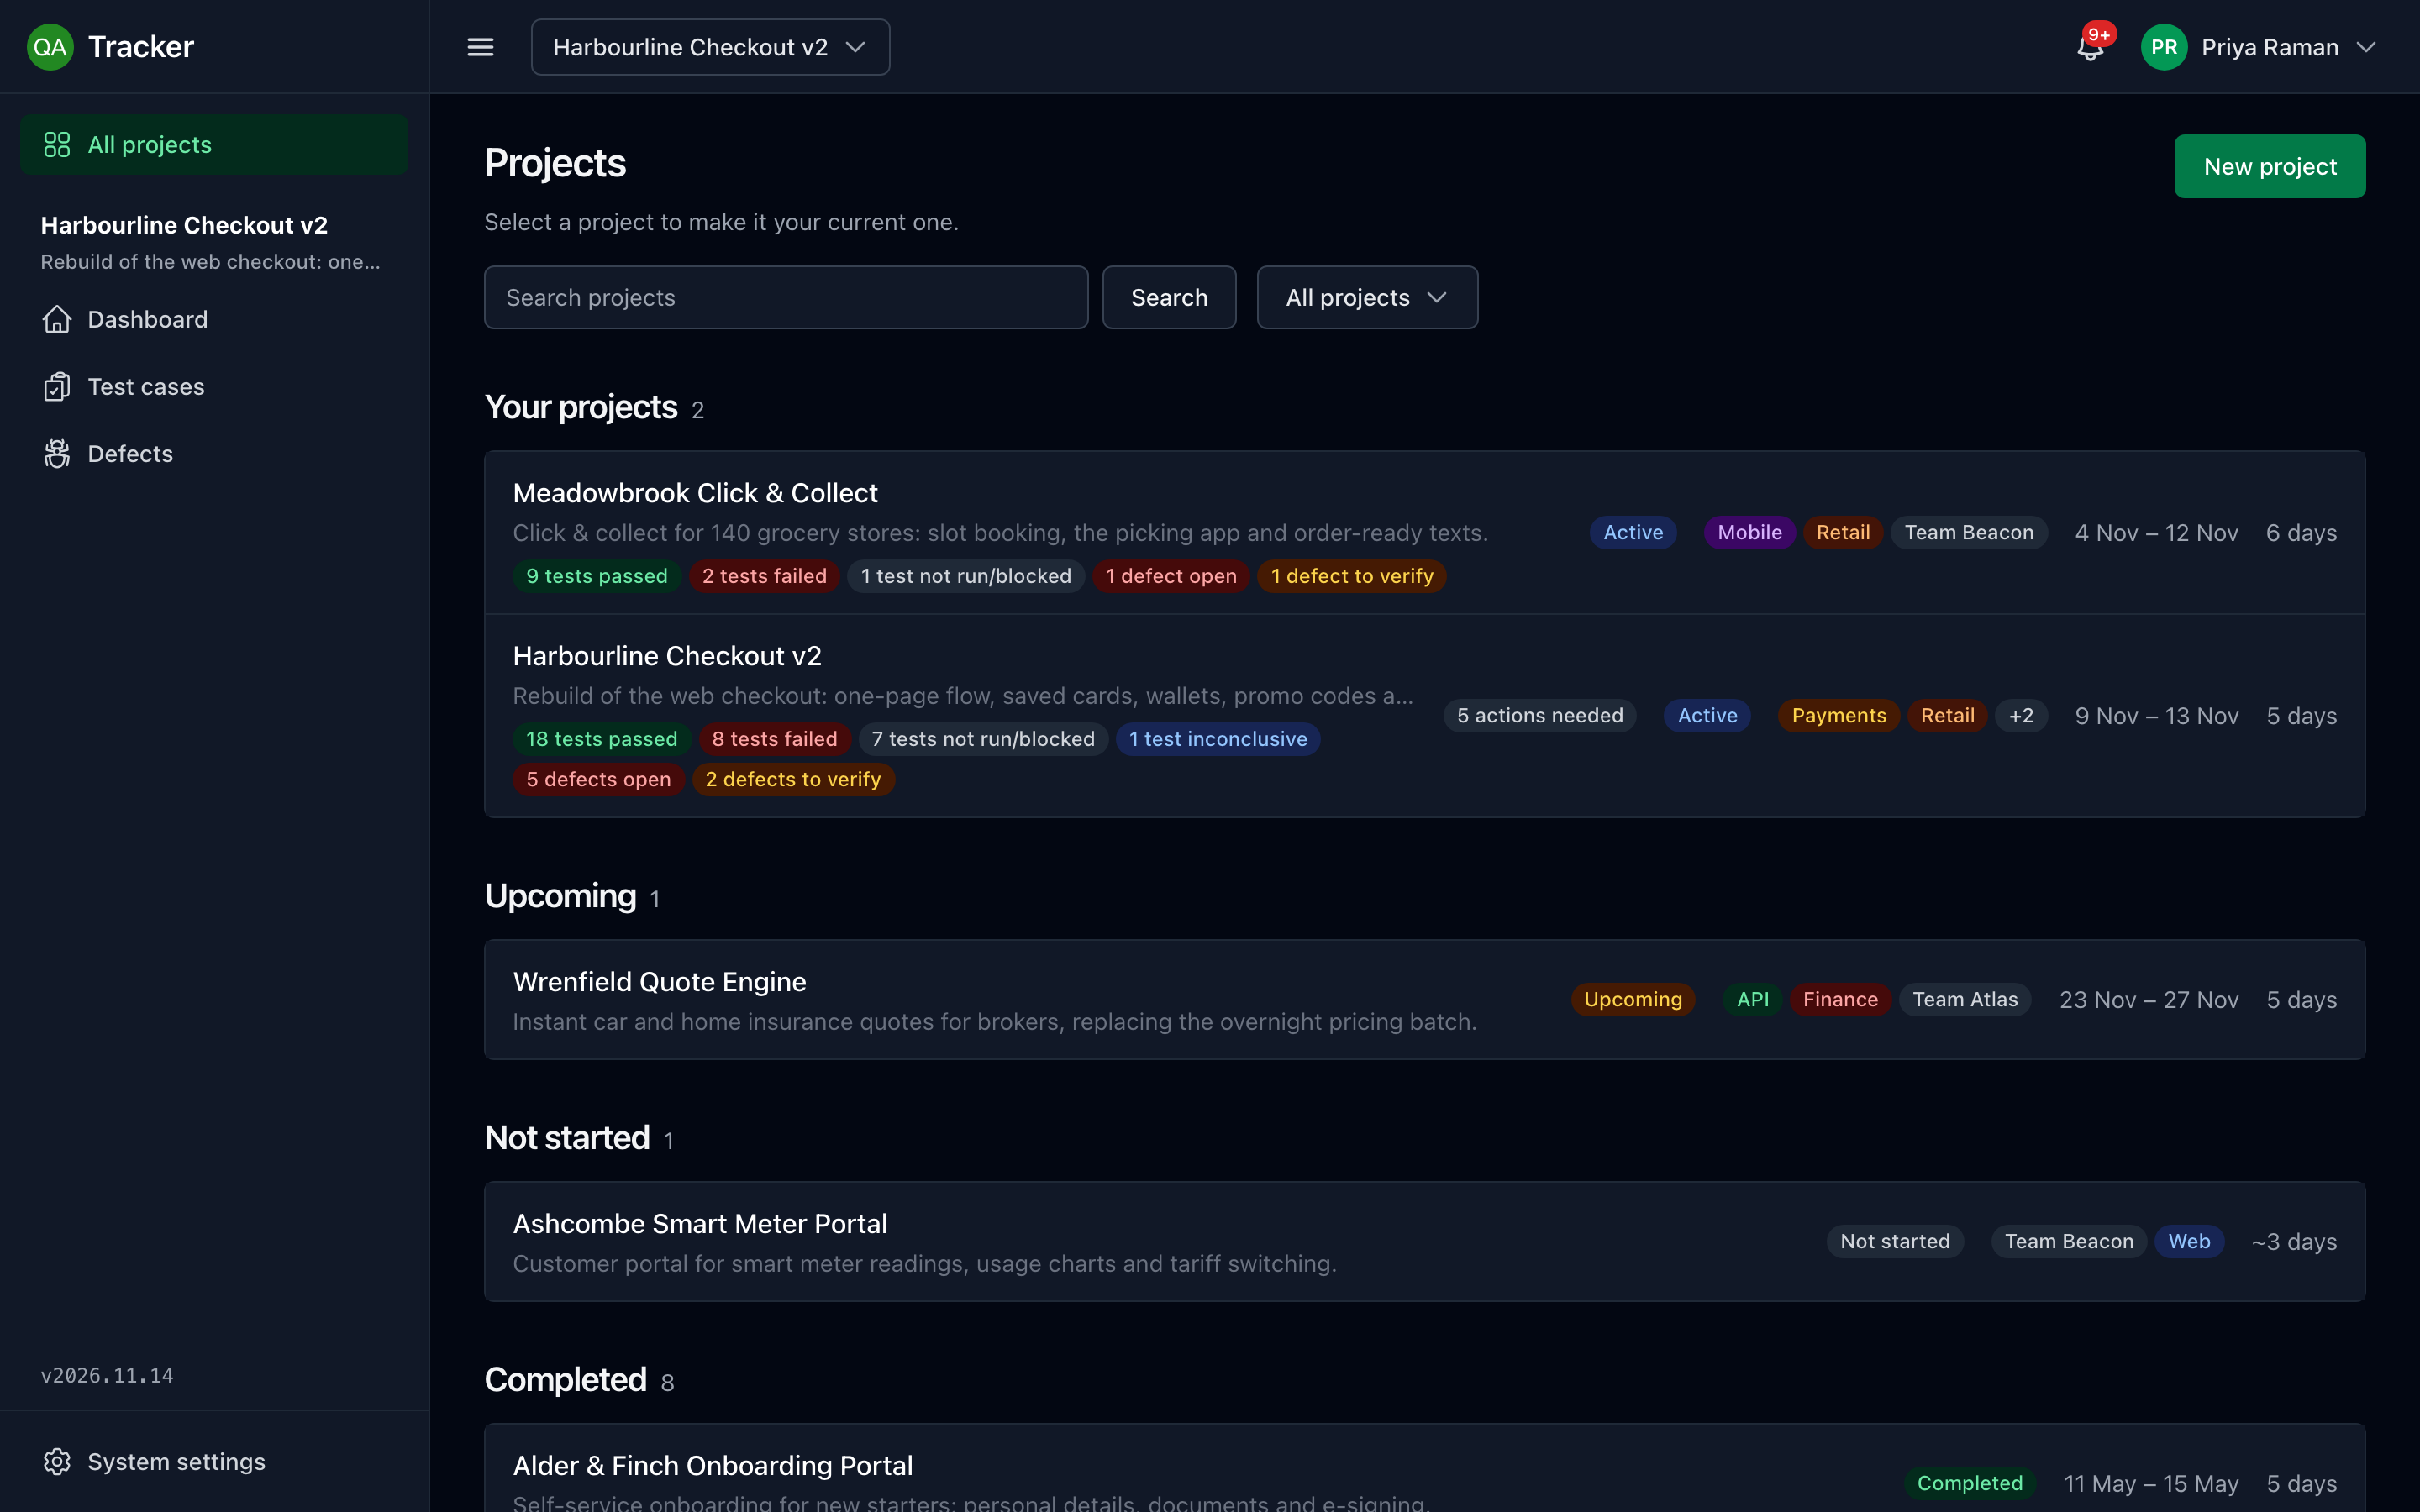 QA Tracker
Harbourline Checkout v2
9+
PR Priya Raman
All projects
Harbourline Checkout v2
Rebuild of the web checkout: one...
Dashboard
Test cases
Defects
v2026.11.14
System settings
Projects
New project
Select a project to make it your current one.
Search projects
Search
All projects
Your projects 2
Meadowbrook Click & Collect
Click & collect for 140 grocery stores: slot booking, the picking app and order-ready texts.
9 tests passed 2 tests failed 1 test not run/blocked 1 defect open 1 defect to verify
Active Mobile Retail Team Beacon 4 Nov – 12 Nov 6 days
Harbourline Checkout v2
Rebuild of the web checkout: one-page flow, saved cards, wallets, promo codes a...
18 tests passed 8 tests failed 7 tests not run/blocked 1 test inconclusive
5 defects open 2 defects to verify
5 actions needed Active Payments Retail +2 9 Nov – 13 Nov 5 days
Upcoming 1
Wrenfield Quote Engine
Instant car and home insurance quotes for brokers, replacing the overnight pricing batch.
Upcoming API Finance Team Atlas 23 Nov – 27 Nov 5 days
Not started 1
Ashcombe Smart Meter Portal
Customer portal for smart meter readings, usage charts and tariff switching.
Not started Team Beacon Web ~3 days
Completed 8
Alder & Finch Onboarding Portal
Self-service onboarding for new starters: personal details, documents and e-signing.
Completed 11 May – 15 May 5 days